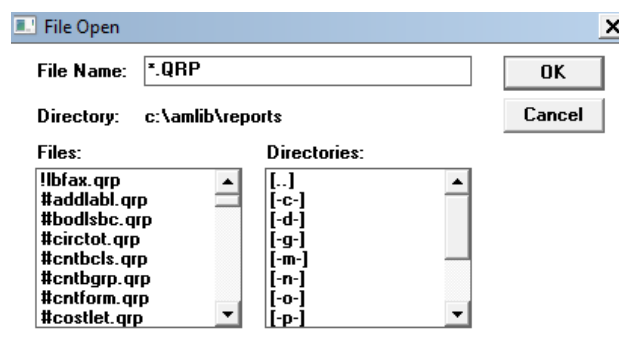 File Open
File Name: *.QRP
OK
Directory: c:\amlib\reports
Cancel
Files:
Directories:
!lbfax.qrp
#addlabl.qrp
#bodlsbc.qrp
#circtot.qrp
#cntbcls.qrp
#cntbgrp.qrp
#cntform.qrp
#costlet.qrp
[..]
[-c-]
[-d-]
[-g-]
[-m-]
[-n-]
[-o-]
[-p-]